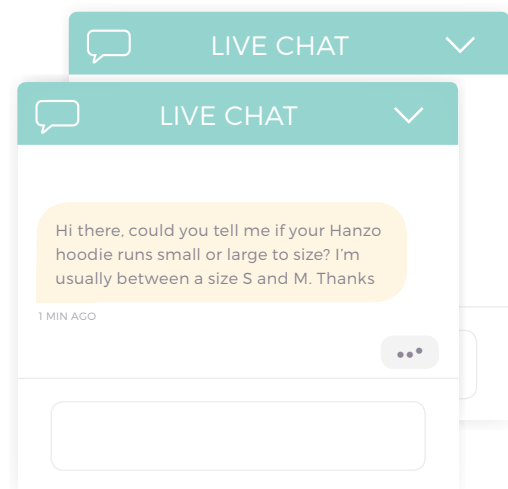 LIVE CHAT
LIVE CHAT
Hi there, could you tell me if your Hanzo
hoodie runs small or large to size? I'm
usually between a size S and M. Thanks
1 MIN AGO